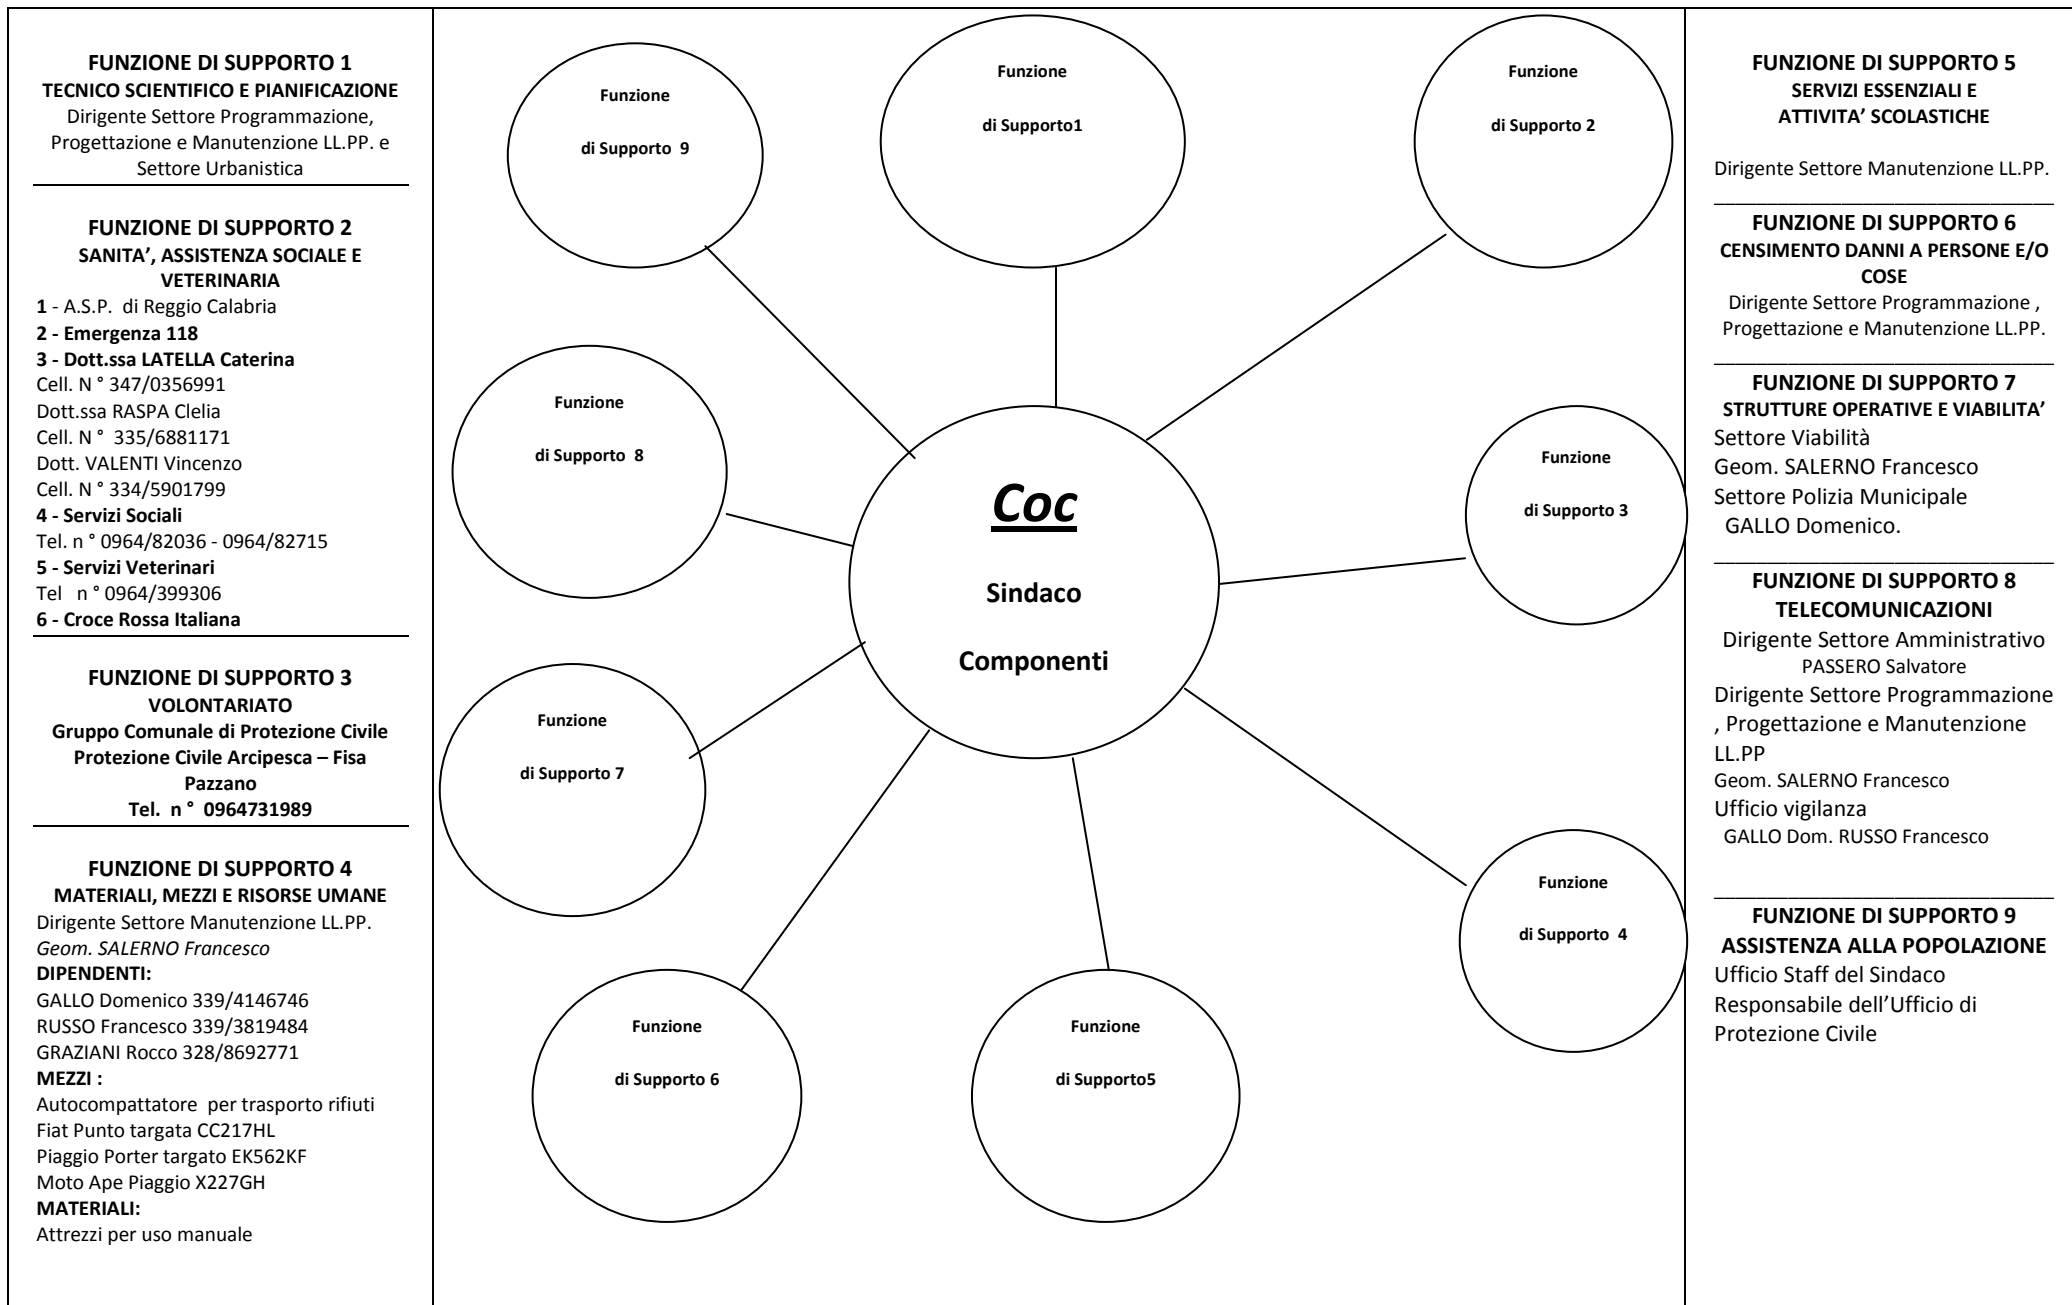 FUNZIONE DI SUPPORTO 1
TECNICO SCIENTIFICO E PIANIFICAZIONE
Dirigente Settore Programmazione,
Progettazione e Manutenzione LL.PP. e
Settore Urbanistica
FUNZIONE DI SUPPORTO 2
SANITA’, ASSISTENZA SOCIALE E
VETERINARIA
1 - A.S.P. di Reggio Calabria
2 - Emergenza 118
3 - Dott.ssa LATELLA Caterina
Cell. N ° 347/0356991
Dott.ssa RASPA Clelia
Cell. N ° 335/6881171
Dott. VALENTI Vincenzo
Cell. N ° 334/5901799
4 - Servizi Sociali
Tel. n ° 0964/82036 - 0964/82715
5 - Servizi Veterinari
Tel n ° 0964/399306
6 - Croce Rossa Italiana
FUNZIONE DI SUPPORTO 3
VOLONTARIATO
Gruppo Comunale di Protezione Civile
Protezione Civile Arcipesca – Fisa
Pazzano
Tel. n ° 0964731989
FUNZIONE DI SUPPORTO 4
MATERIALI, MEZZI E RISORSE UMANE
Dirigente Settore Manutenzione LL.PP.
Geom. SALERNO Francesco
DIPENDENTI:
GALLO Domenico 339/4146746
RUSSO Francesco 339/3819484
GRAZIANI Rocco 328/8692771
MEZZI :
Autocompattatore per trasporto rifiuti
Fiat Punto targata CC217HL
Piaggio Porter targato EK562KF
Moto Ape Piaggio X227GH
MATERIALI:
Attrezzi per uso manuale
Funzione
di Supporto 9
Funzione
di Supporto1
Funzione
di Supporto 2
Funzione
di Supporto 8
Funzione
di Supporto 3
Coc
Sindaco
Componenti
Funzione
di Supporto 7
Funzione
di Supporto 4
Funzione
di Supporto 6
Funzione
di Supporto5
FUNZIONE DI SUPPORTO 5
SERVIZI ESSENZIALI E
ATTIVITA’ SCOLASTICHE
Dirigente Settore Manutenzione LL.PP.
FUNZIONE DI SUPPORTO 6
CENSIMENTO DANNI A PERSONE E/O
COSE
Dirigente Settore Programmazione ,
Progettazione e Manutenzione LL.PP.
FUNZIONE DI SUPPORTO 7
STRUTTURE OPERATIVE E VIABILITA’
Settore Viabilità
Geom. SALERNO Francesco
Settore Polizia Municipale
GALLO Domenico.
FUNZIONE DI SUPPORTO 8
TELECOMUNICAZIONI
Dirigente Settore Amministrativo
PASSERO Salvatore
Dirigente Settore Programmazione
, Progettazione e Manutenzione
LL.PP
Geom. SALERNO Francesco
Ufficio vigilanza
GALLO Dom. RUSSO Francesco
FUNZIONE DI SUPPORTO 9
ASSISTENZA ALLA POPOLAZIONE
Ufficio Staff del Sindaco
Responsabile dell’Ufficio di
Protezione Civile